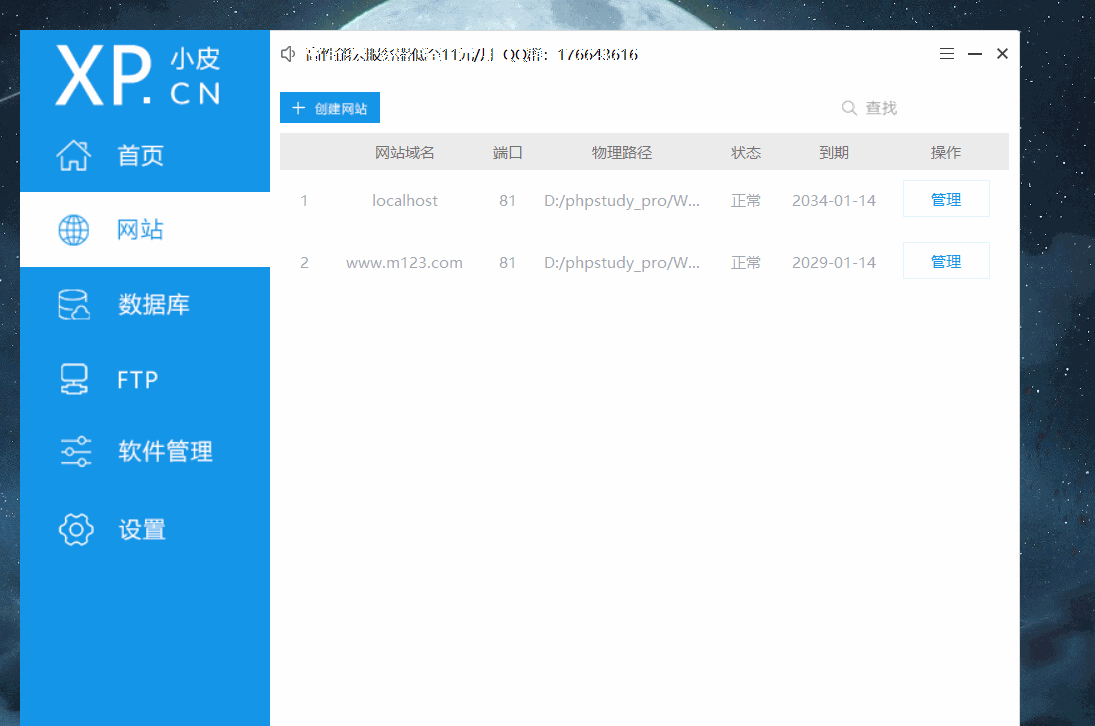 XP.CN 小皮
高性能云服务器低至11元/月 QQ群：176643616
首页
网站
数据库
FTP
软件管理
设置
创建网站
查找
网站域名 端口 物理路径 状态 到期 操作
1 localhost 81 D:/phpstudy_pro/W... 正常 2034-01-14 管理
2 www.m123.com 81 D:/phpstudy_pro/W... 正常 2029-01-14 管理